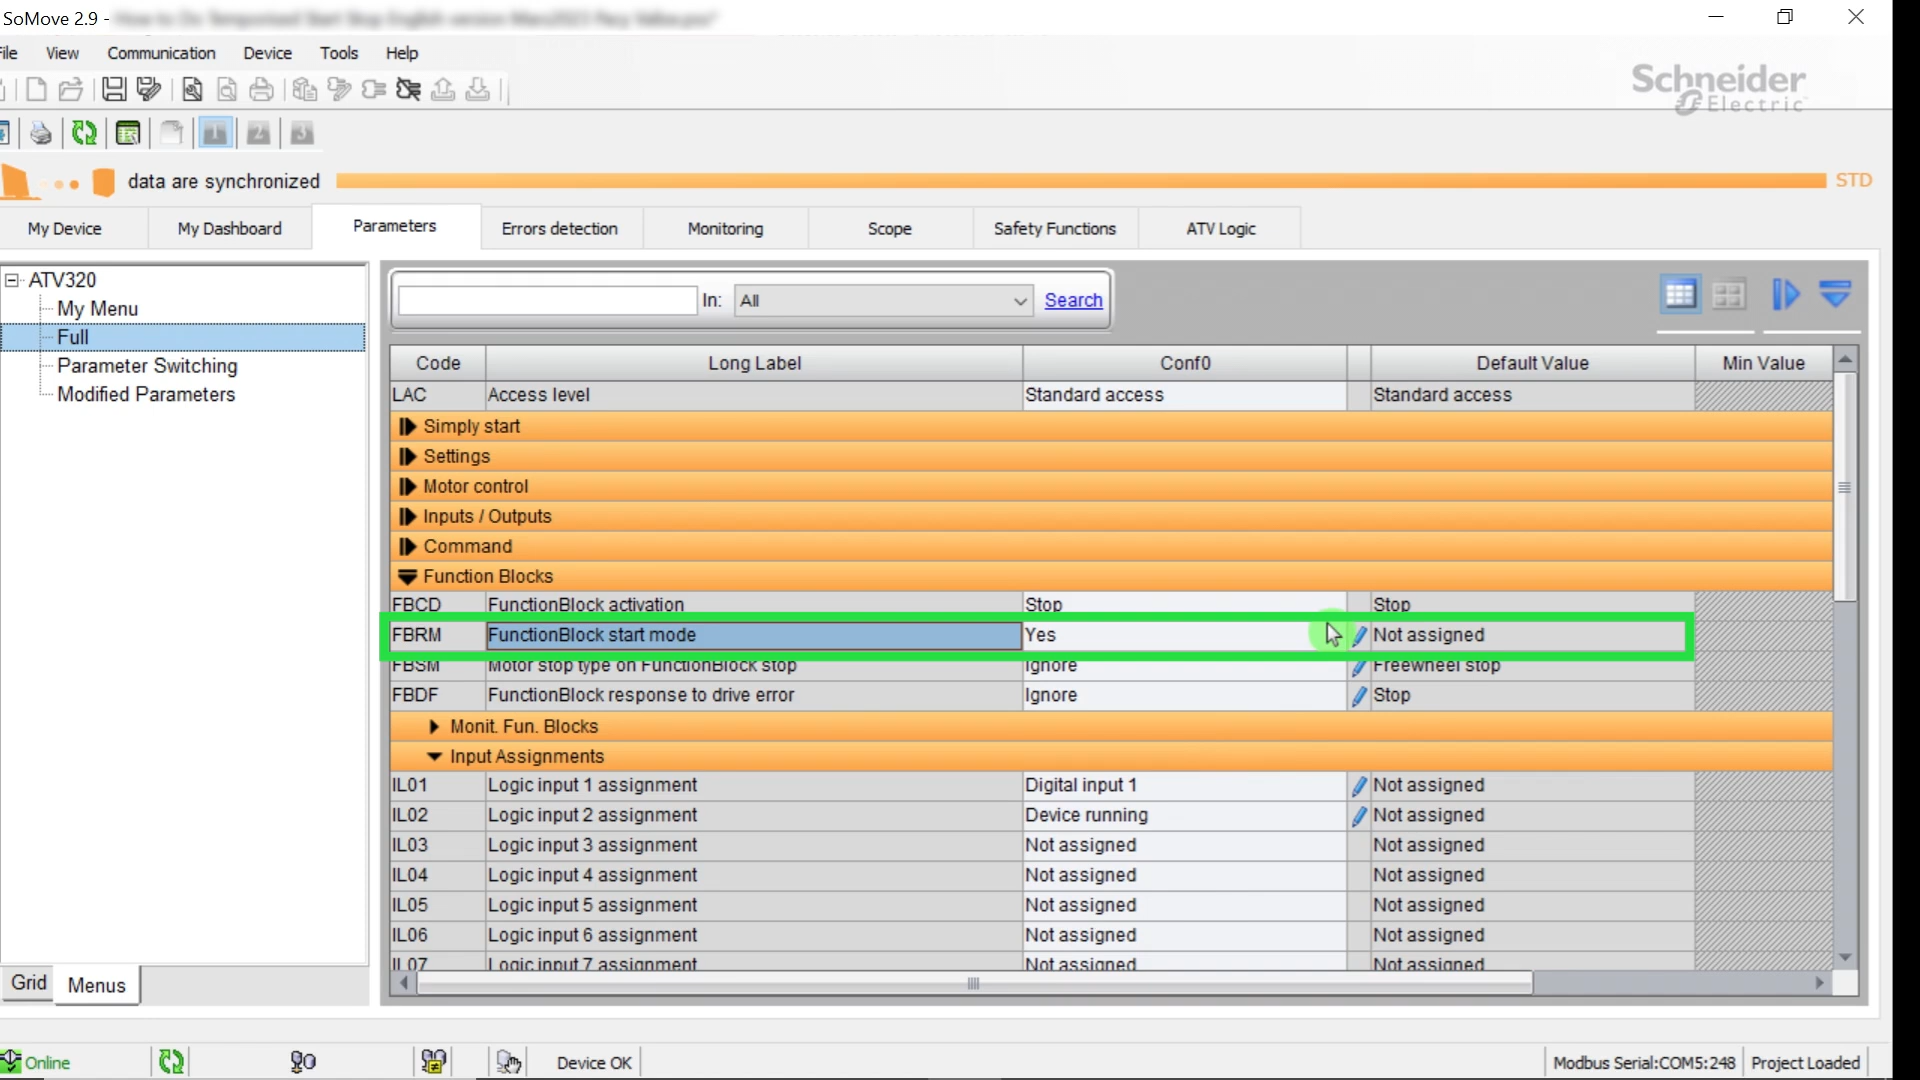 SoMove 2.9 -
File View Communication Device Tools Help
Schneider
Electric
1 2 3
data are synchronized
STD
My Device My Dashboard Parameters Errors detection Monitoring Scope Safety Functions ATV Logic
ATV320
My Menu
Full
Parameter Switching
Modified Parameters
In: All Search
Code Long Label Conf0 Default Value Min Value
LAC Access level Standard access Standard access
Simply start
Settings
Motor control
Inputs / Outputs
Command
Function Blocks
FBCD FunctionBlock activation Stop Stop
FBRM FunctionBlock start mode Yes Not assigned
FBSM Motor stop type on FunctionBlock stop Ignore Freewheel stop
FBDF FunctionBlock response to drive error Ignore Stop
Monit. Fun. Blocks
Input Assignments
IL01 Logic input 1 assignment Digital input 1 Not assigned
IL02 Logic input 2 assignment Device running Not assigned
IL03 Logic input 3 assignment Not assigned Not assigned
IL04 Logic input 4 assignment Not assigned Not assigned
IL05 Logic input 5 assignment Not assigned Not assigned
IL06 Logic input 6 assignment Not assigned Not assigned
IL07 Logic input 7 assignment Not assigned Not assigned
Grid Menus
Online Device OK Modbus Serial:COM5:248 Project Loaded